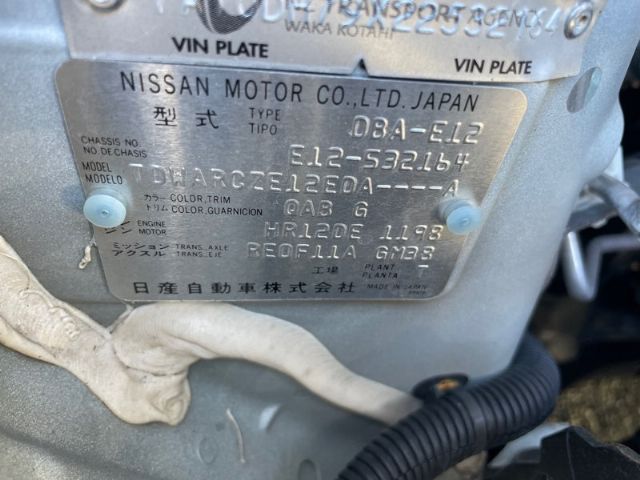 NZ TRANSPORT AGENCY
WAKA KOTAHI
VIN PLATE
VIN PLATE
NISSAN MOTOR CO.,LTD.JAPAN
型式 TYPE TIPO DBA-E12
CHASSIS NO. NO.DECHASIS E12-532164
MODEL MODELO TDWARCZE12EDA----A
カラー COLOR,TRIM
トリム COLOR,GUARNICION QAB G
ENGINE MOTOR HR12DE 1198
ミッション TRANS.AXLE
アクスル TRANS.EJE RE0F11A GM38
工場 PLANT PLANTA T
日産自動車株式会社 MADE IN JAPAN